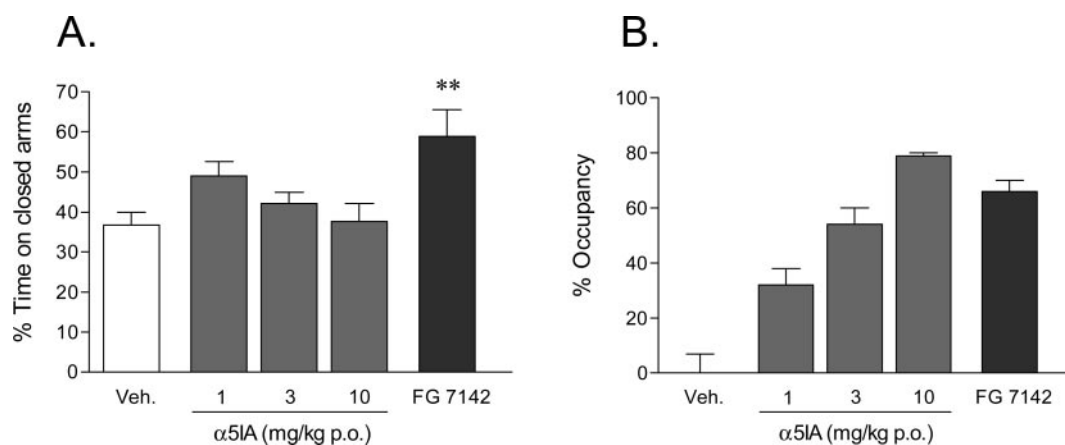 A.
% Time on closed arms
70
60
50
40
30
20
10
0
**
Veh. 1 3 10 FG 7142
α5IA (mg/kg p.o.)
B.
% Occupancy
100
80
60
40
20
0
Veh. 1 3 10 FG 7142
α5IA (mg/kg p.o.)